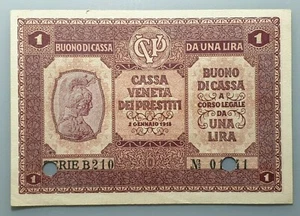 1 BUONO DI CASSA CVP DA UNA LIRA 1
CASSA
VENETA
DEI
PRESTITI
2 GENNAIO 1918
BUONO
DI
CASSA
A
CORSO LEGALE
DA
UNA
LIRA
B210 №
1 1